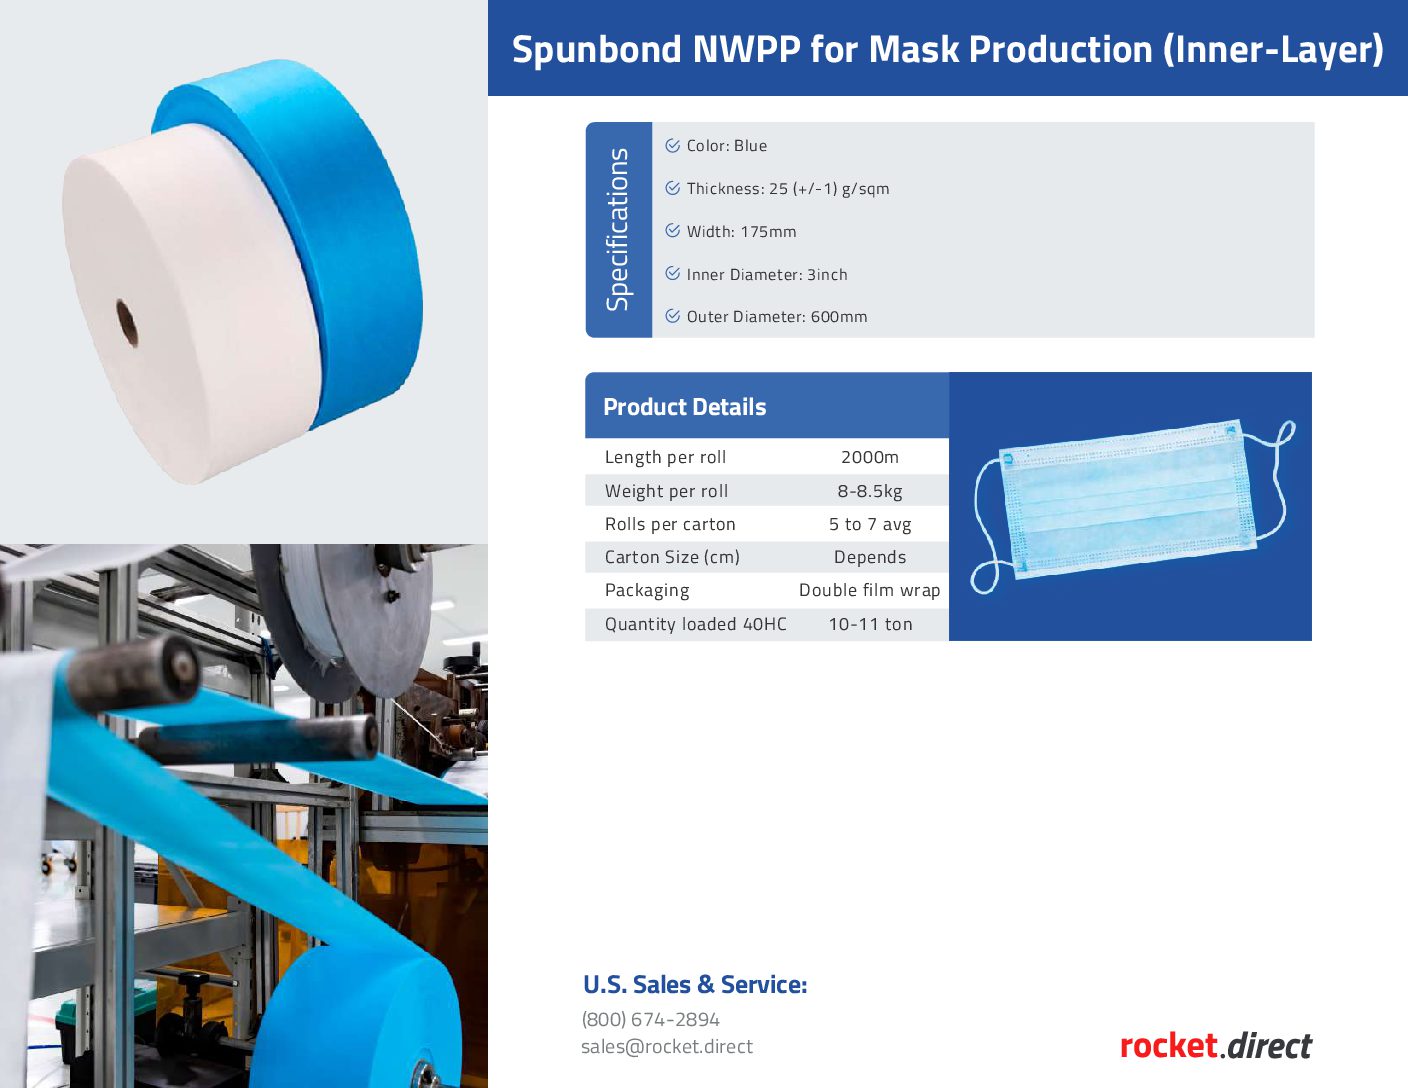 Spunbond NWPP for Mask Production (Inner-Layer)
Specifications
Color: Blue
Thickness: 25 (+/-1) g/sqm
Width: 175mm
Inner Diameter: 3inch
Outer Diameter: 600mm
Product Details
Length per roll 2000m
Weight per roll 8-8.5kg
Rolls per carton 5 to 7 avg
Carton Size (cm) Depends
Packaging Double film wrap
Quantity loaded 40HC 10-11 ton
U.S. Sales & Service:
(800) 674-2894
sales@rocket.direct
rocket.direct